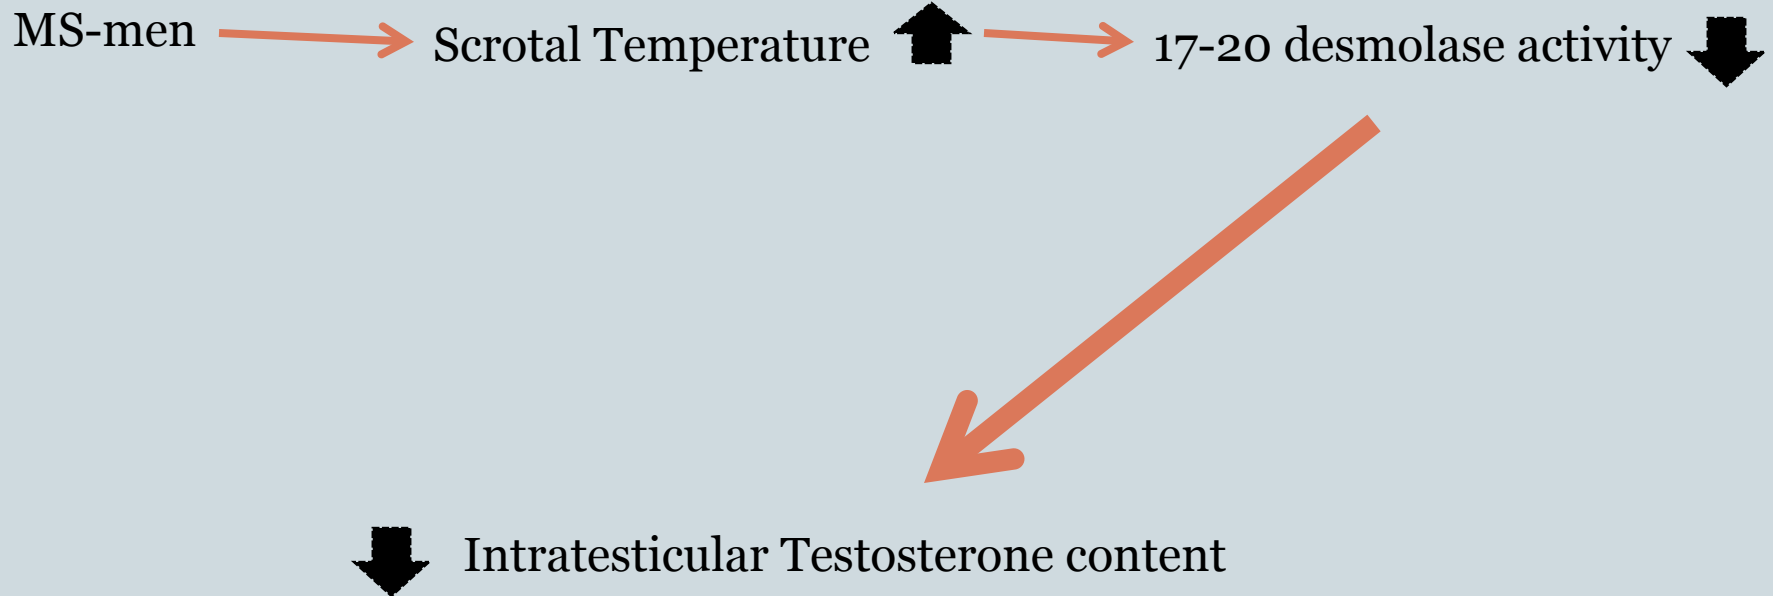 MS-men
Scrotal Temperature
17-20 desmolase activity
Intratesticular Testosterone content